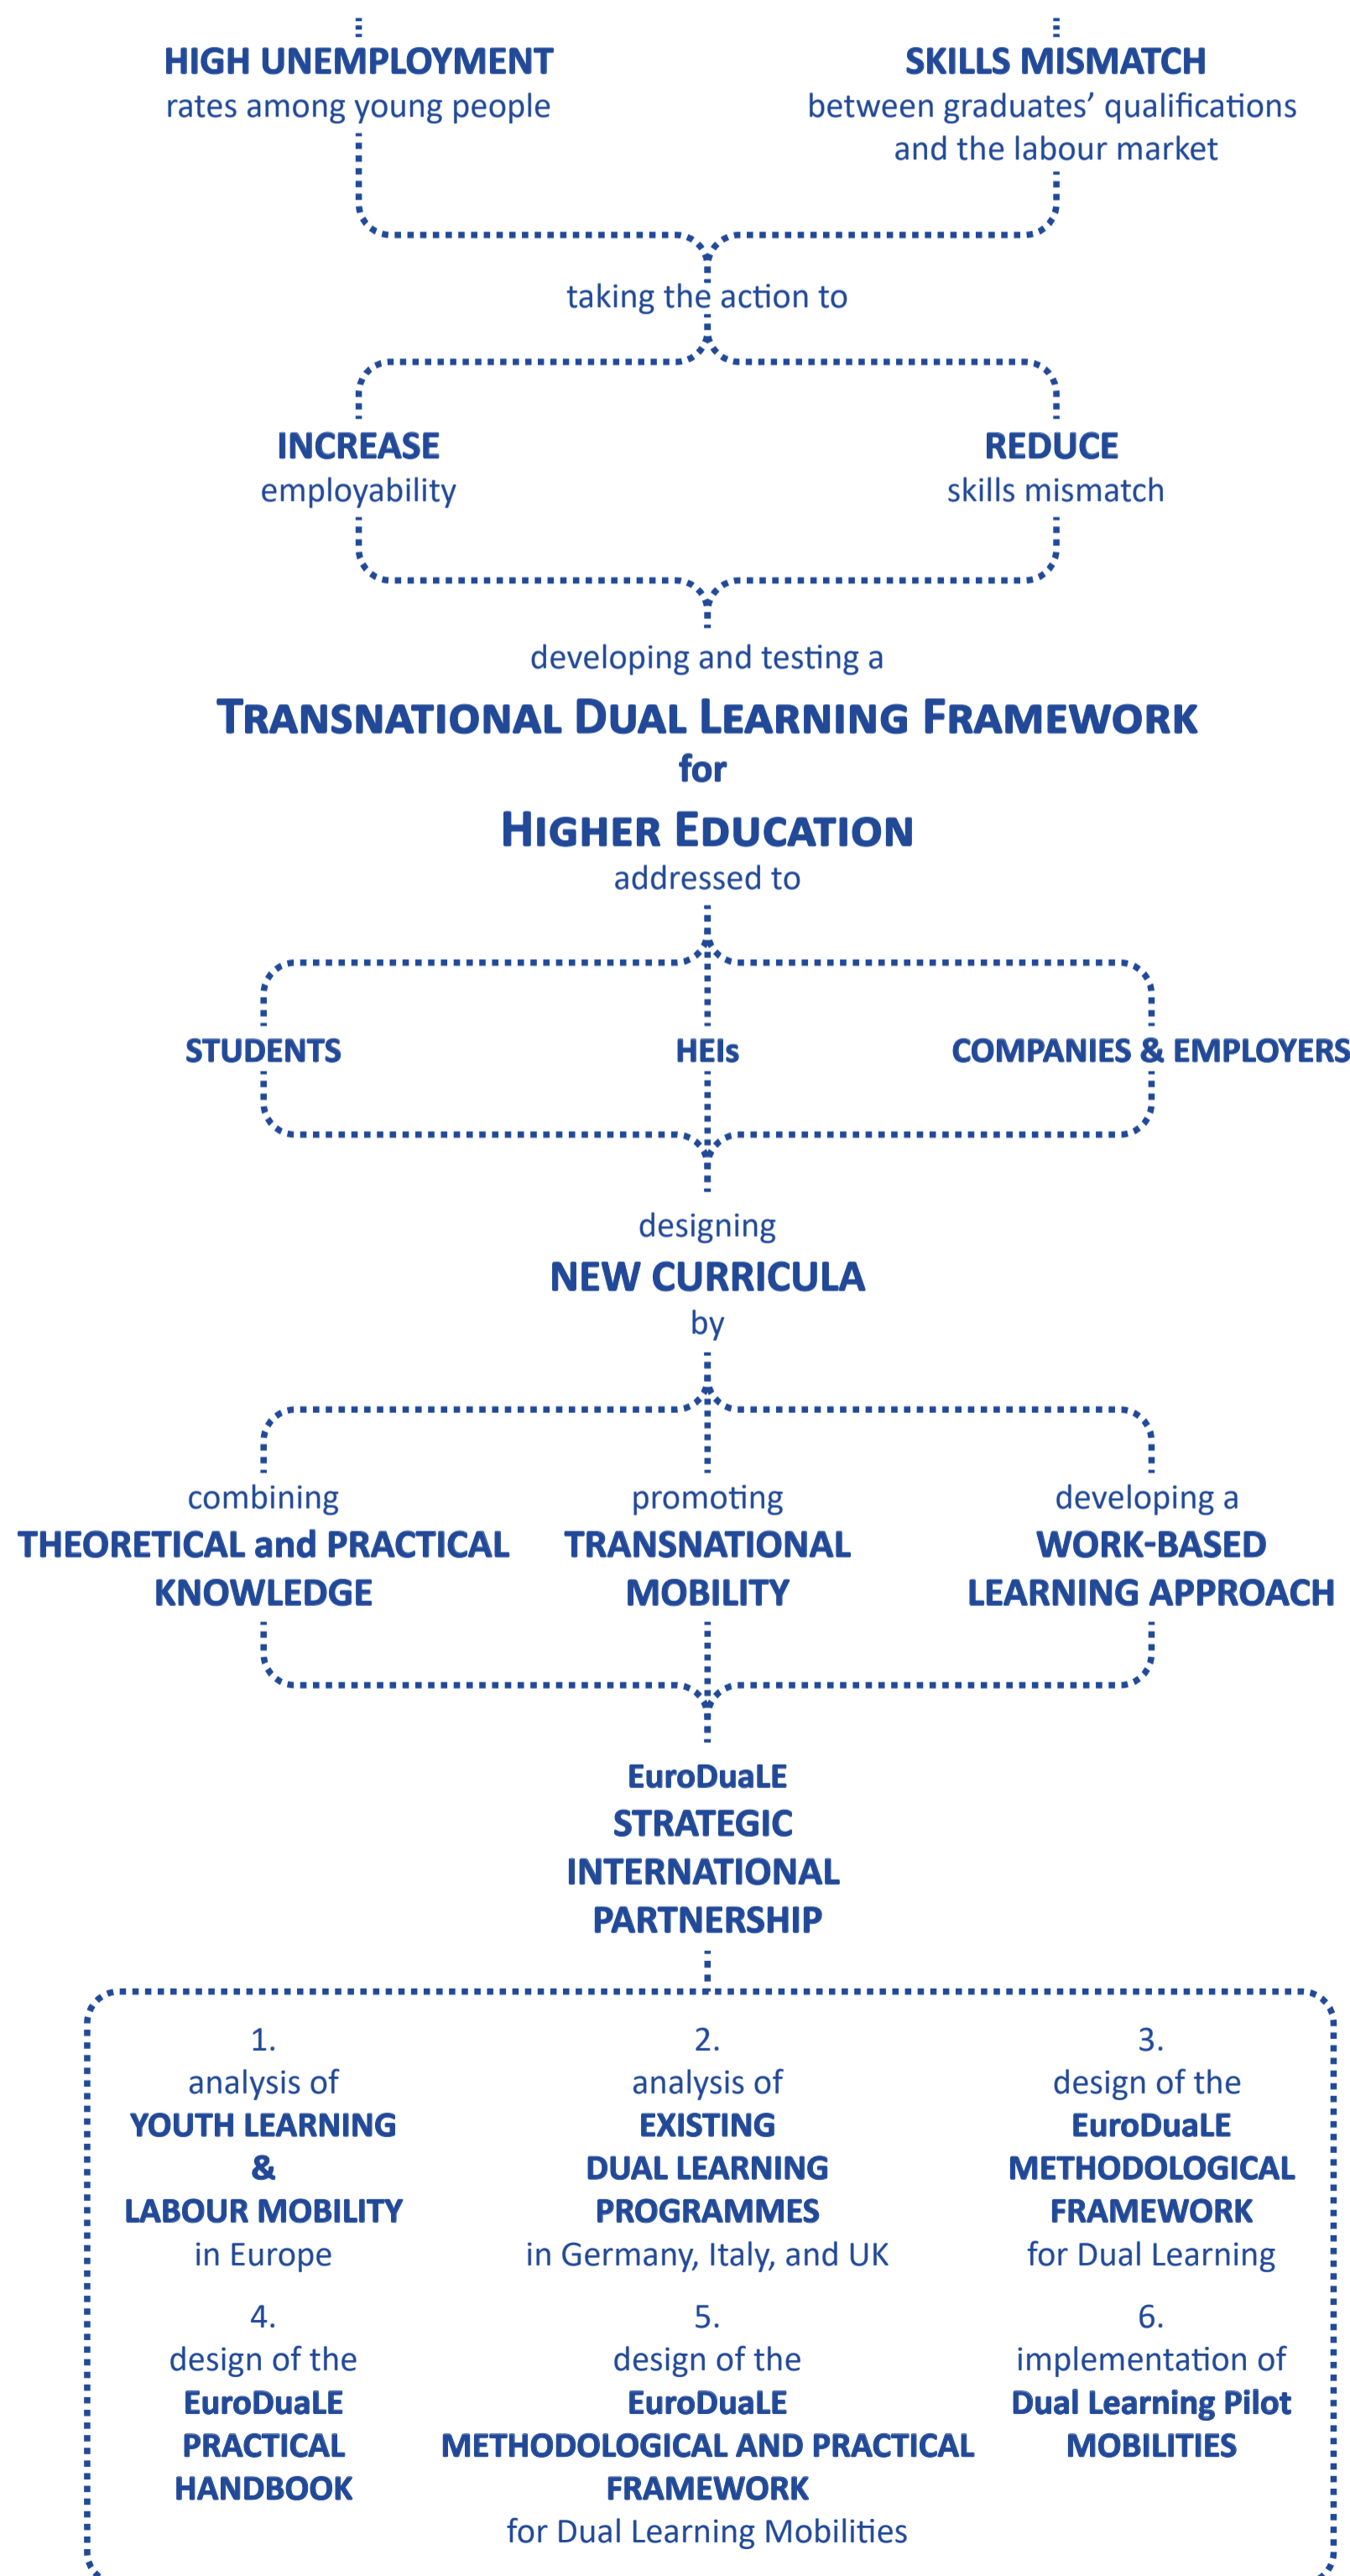 HIGH UNEMPLOYMENT
rates among young people
SKILLS MISMATCH
between graduates’ qualifications
and the labour market
taking the action to
INCREASE
employability
REDUCE
skills mismatch
developing and testing a
TRANSNATIONAL DUAL LEARNING FRAMEWORK
for
HIGHER EDUCATION
addressed to
STUDENTS
HEIs
COMPANIES & EMPLOYERS
designing
NEW CURRICULA
by
combining
THEORETICAL and PRACTICAL
KNOWLEDGE
promoting
TRANSNATIONAL
MOBILITY
developing a
WORK-BASED
LEARNING APPROACH
EuroDuaLE
STRATEGIC
INTERNATIONAL
PARTNERSHIP
1.
analysis of
YOUTH LEARNING
&
LABOUR MOBILITY
in Europe
2.
analysis of
EXISTING
DUAL LEARNING
PROGRAMMES
in Germany, Italy, and UK
3.
design of the
EuroDuaLE
METHODOLOGICAL
FRAMEWORK
for Dual Learning
4.
design of the
EuroDuaLE
PRACTICAL
HANDBOOK
5.
design of the
EuroDuaLE
METHODOLOGICAL AND PRACTICAL
FRAMEWORK
for Dual Learning Mobilities
6.
implementation of
Dual Learning Pilot
MOBILITIES